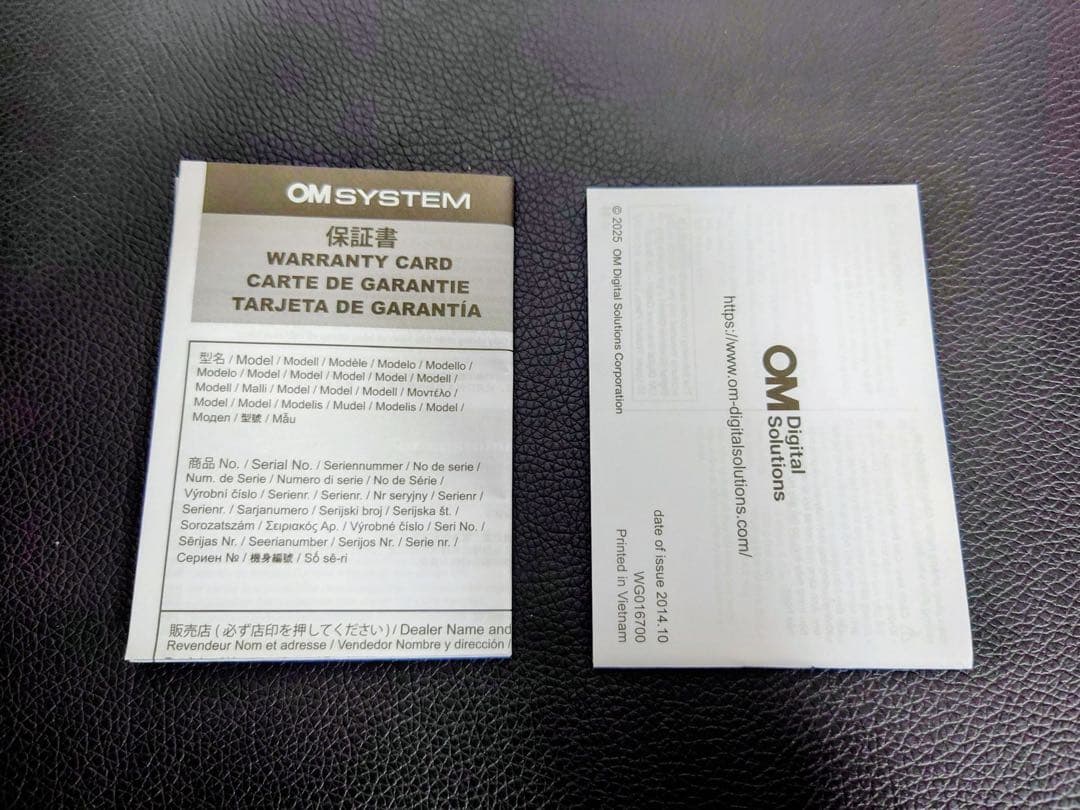 OM SYSTEM
保証書
WARRANTY CARD
CARTE DE GARANTIE
TARJETA DE GARANTÍA
型名 / Model / Modell / Modèle / Modelo / Modello /
Modelo / Model / Model / Model / Model / Modell /
Modell / Malli / Model / Model / Modell / Μοντέλο /
Model / Model / Modelis / Mudel / Modelis / Model /
Модел / 型號 / Mẫu
商品 No. / Serial No. / Seriennummer / No de serie /
Num. de Serie / Numero di serie / No de Série /
Výrobní číslo / Serienr. / Serienr. / Nr seryjny / Serienr /
Serienr. / Sarjanumero / Serijski broj / Serijska št. /
Sorozatszám / Σειριακός Αρ. / Výrobné číslo / Seri No. /
Sērijas Nr. / Seerianumber / Serijos Nr. / Serie nr. /
Сериен № / 機身編號 / Số sê-ri
販売店 ( 必ず店印を押してください ) / Dealer Name and
Revendeur Nom et adresse / Vendedor Nombre y dirección /
OM Digital
Solutions
https://www.om-digitalsolutions.com/
© 2025 OM Digital Solutions Corporation
date of issue 2014.10
WG016700
Printed in Vietnam